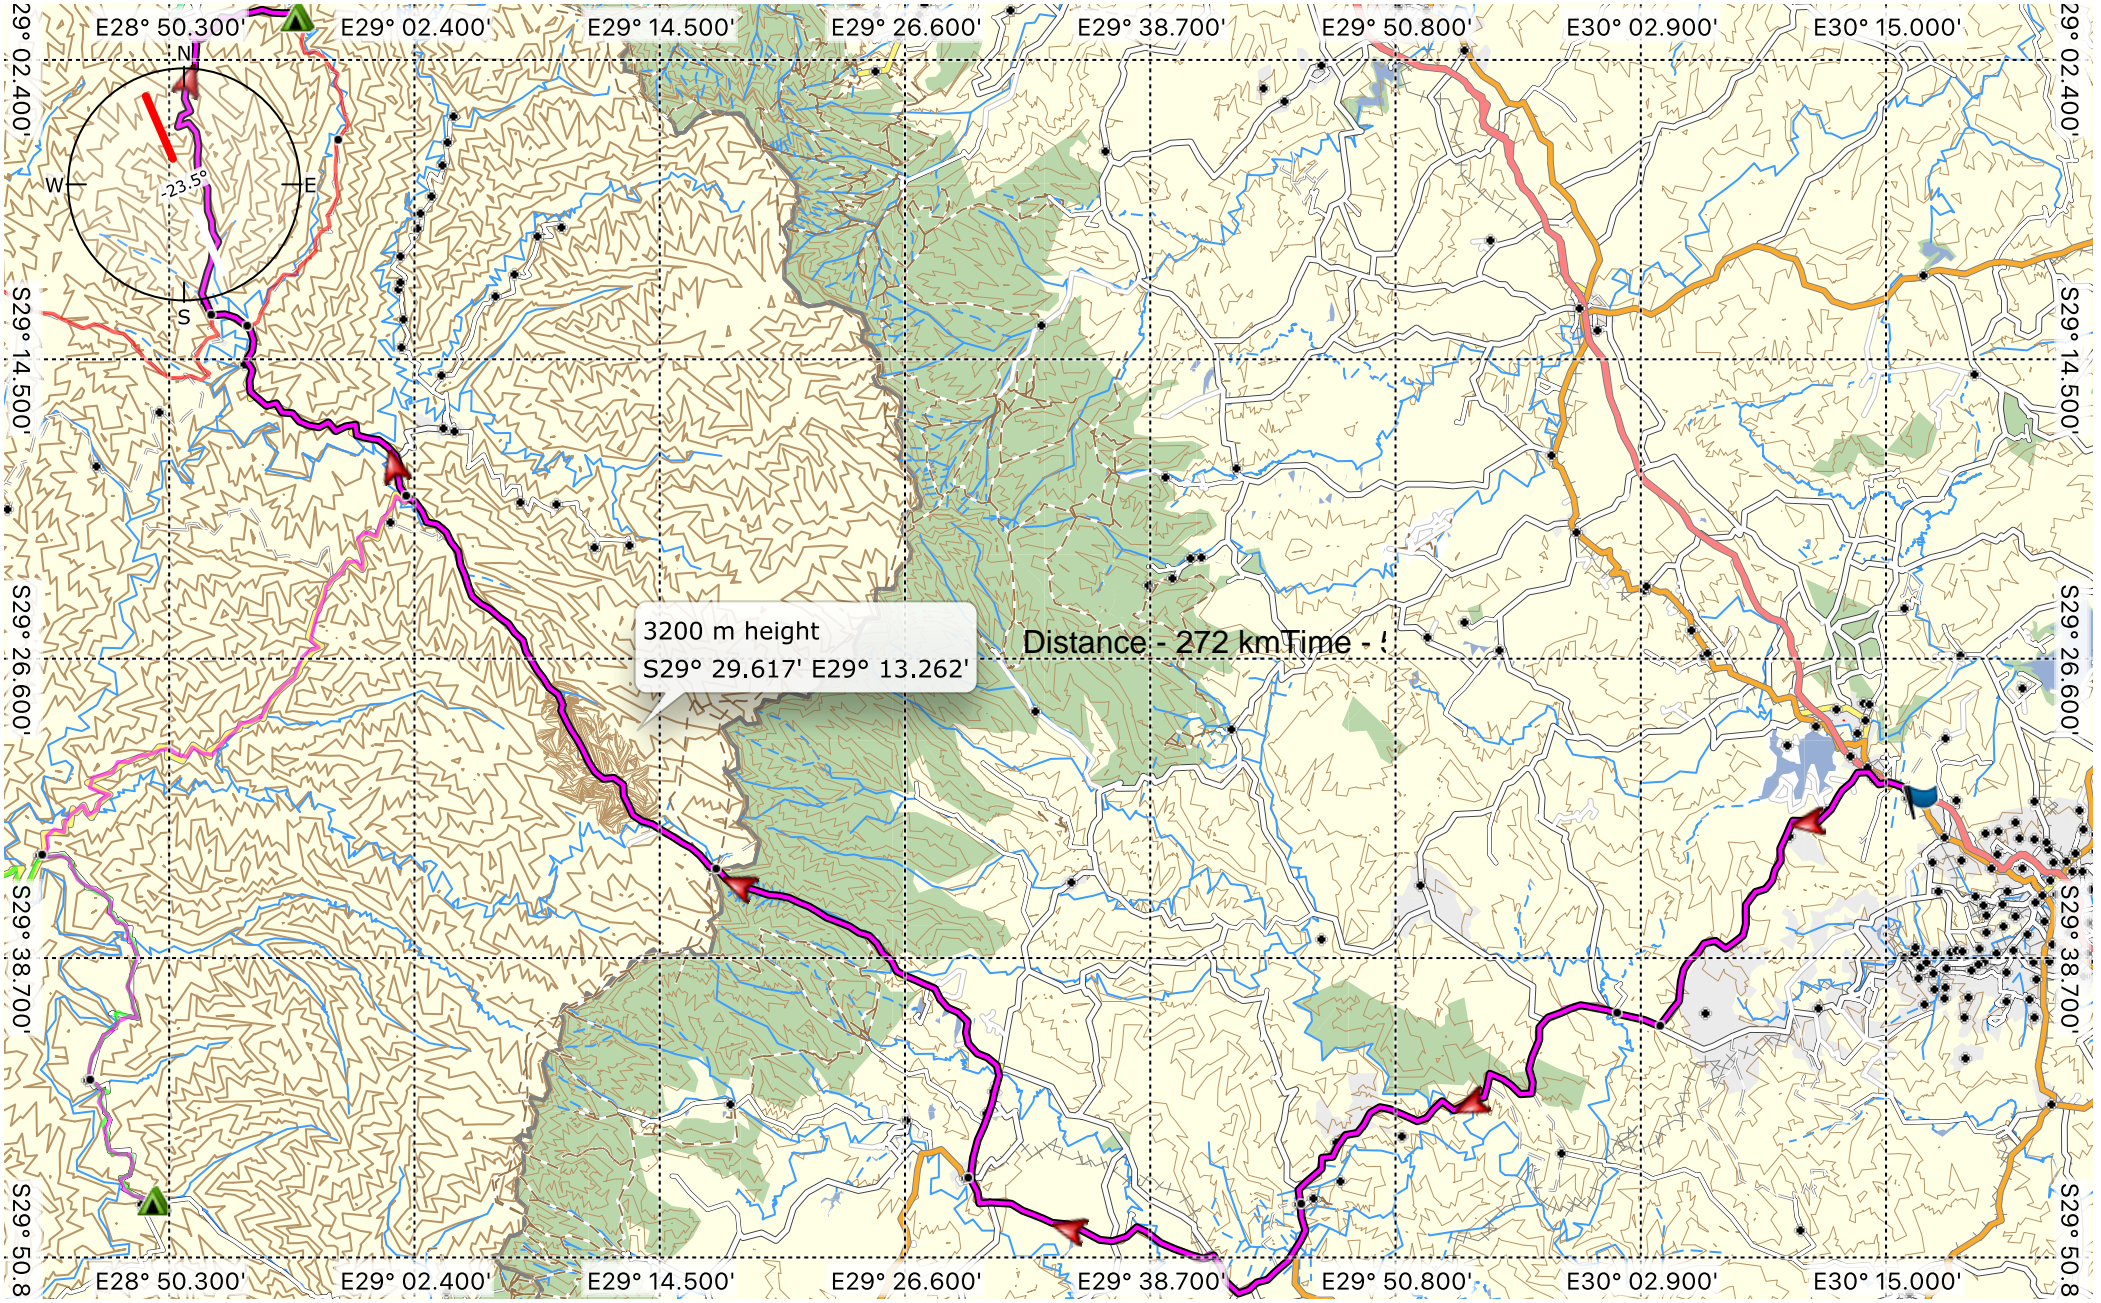 E28° 50.300' E29° 02.400' E29° 14.500' E29° 26.600' E29° 38.700' E29° 50.800' E30° 02.900' E30° 15.000'
29° 02.400' 29° 02.400'
N
W -23.5° E
S
S29° 14.500' S29° 14.500'
3200 m height
S29° 29.617' E29° 13.262'
Distance - 272 kmTime -
S29° 26.600' S29° 26.600'
S29° 38.700' S29° 38.700'
S29° 50.8 S29° 50.8
E28° 50.300' E29° 02.400' E29° 14.500' E29° 26.600' E29° 38.700' E29° 50.800' E30° 02.900' E30° 15.000'